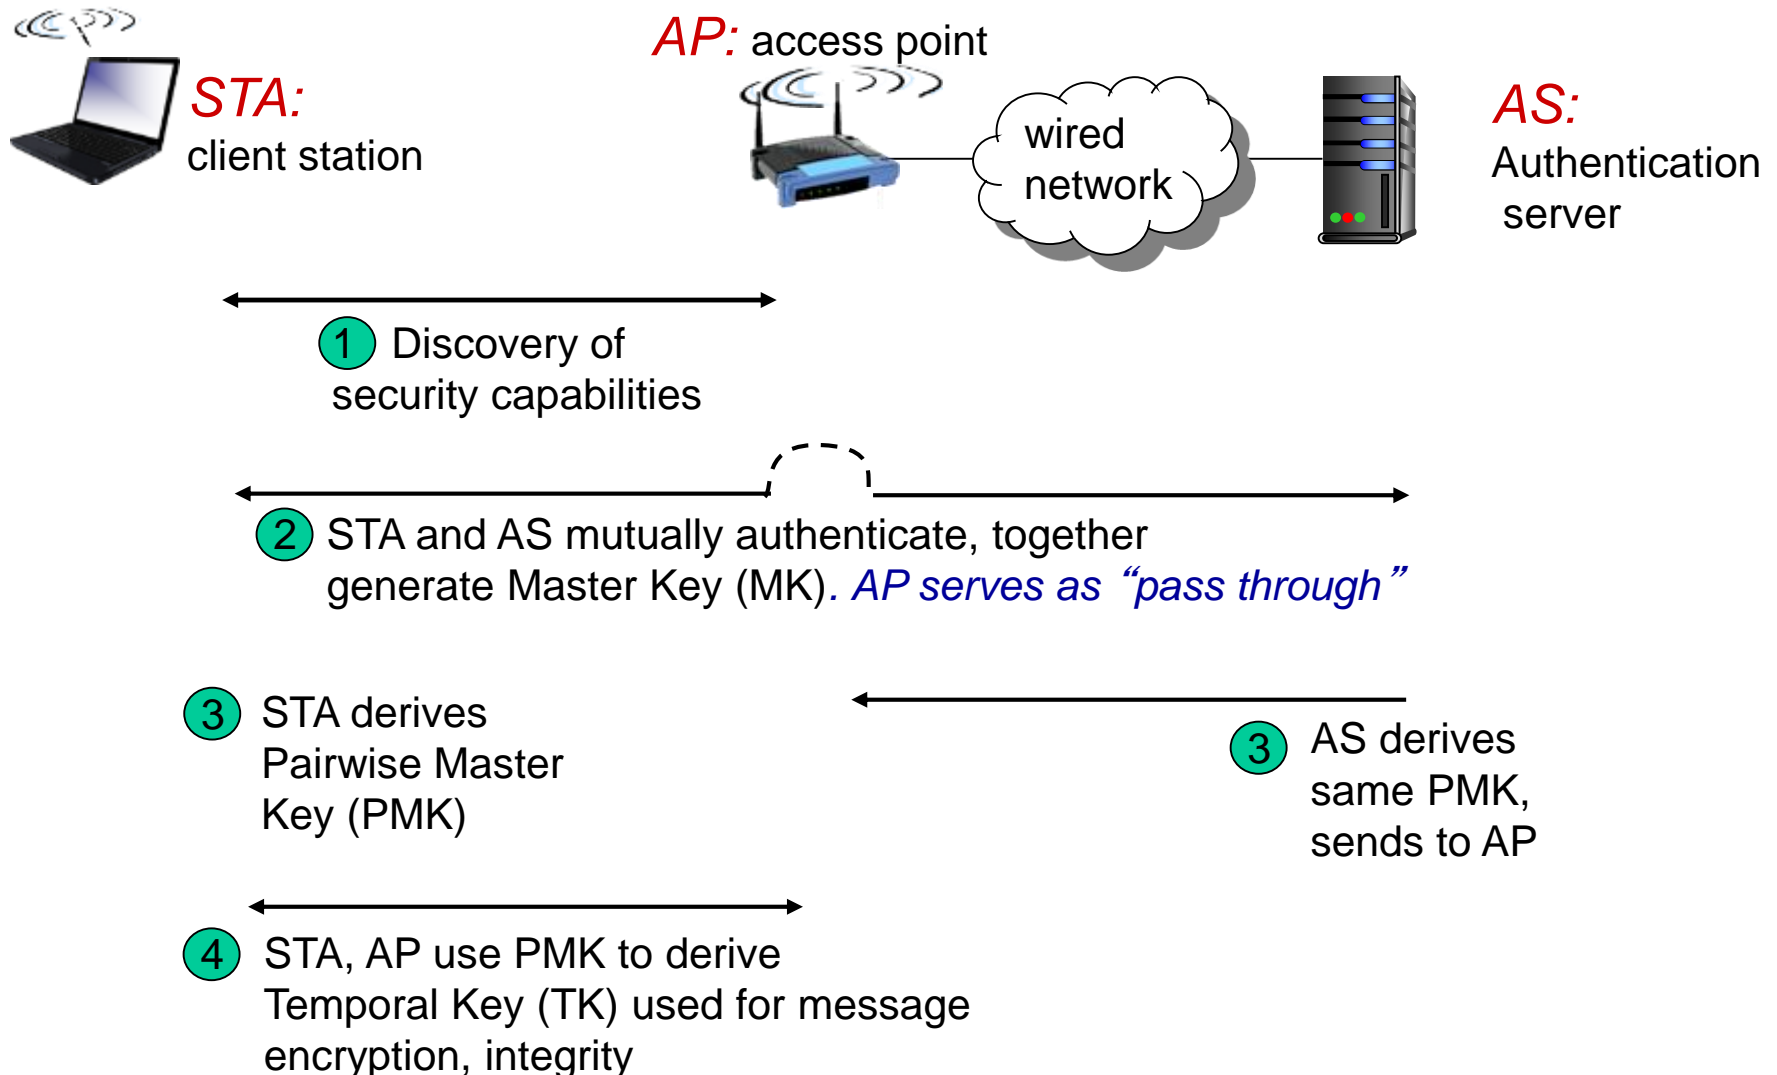 AP: access point
STA:
client station
wired
network
AS:
Authentication
server
1 Discovery of
security capabilities
2 STA and AS mutually authenticate, together
generate Master Key (MK). AP serves as “pass through”
3 STA derives
Pairwise Master
Key (PMK)
3 AS derives
same PMK,
sends to AP
4 STA, AP use PMK to derive
Temporal Key (TK) used for message
encryption, integrity